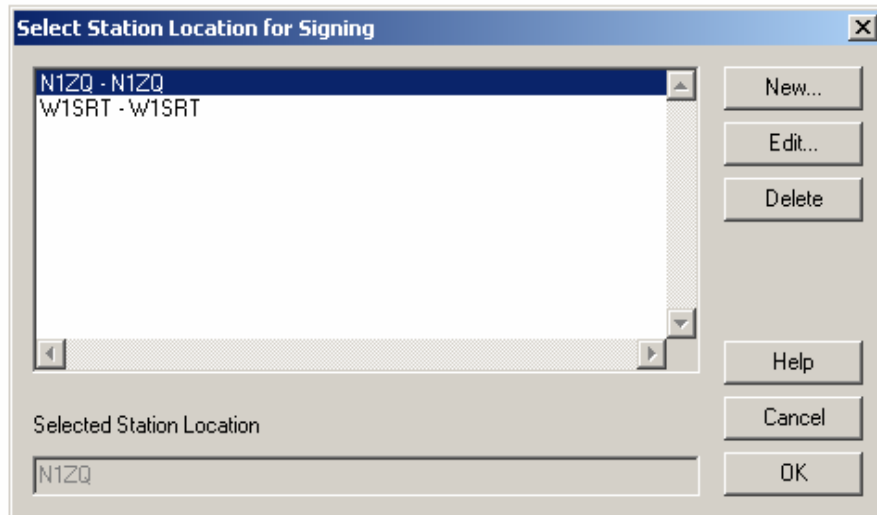 Select Station Location for Signing
N1ZQ - N1ZQ
W1SRT - W1SRT
New...
Edit...
Delete
Help
Cancel
OK
Selected Station Location
N1ZQ